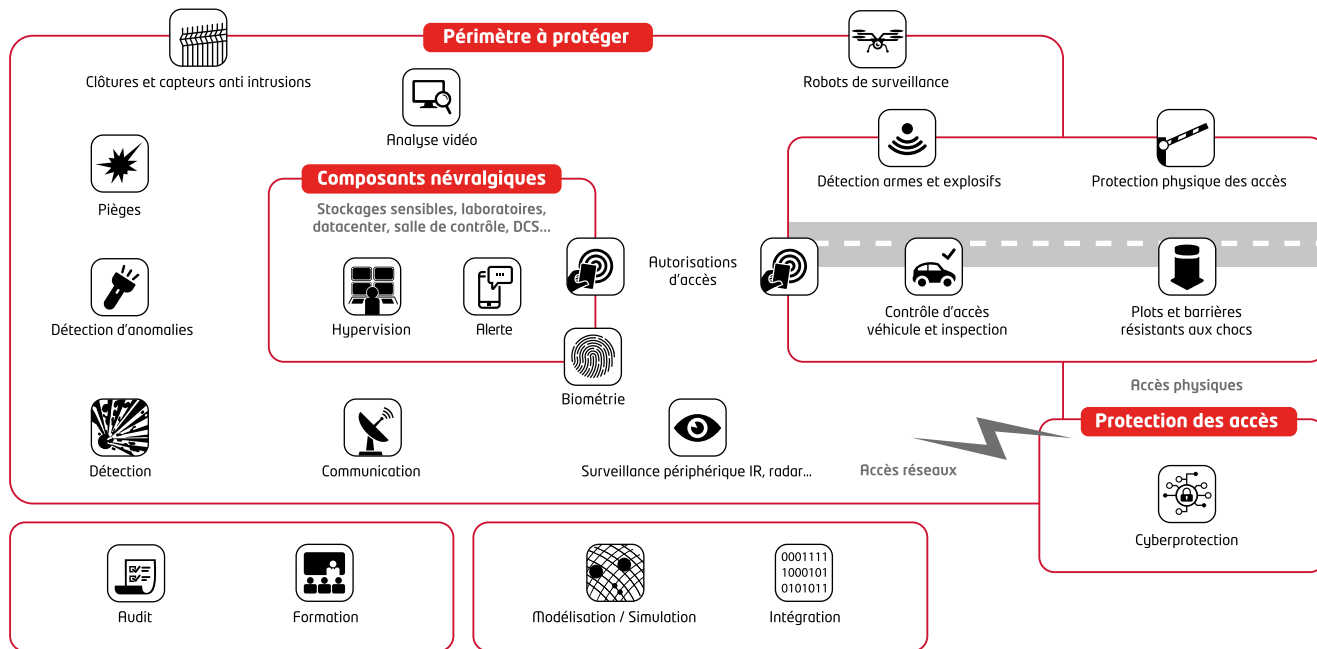 Périmètre à protéger
Clôtures et capteurs anti intrusions
Robots de surveillance
Analyse vidéo
Pièges
Composants névralgiques
Stockages sensibles, laboratoires,
datacenter, salle de contrôle, DCS...
Détection armes et explosifs
Protection physique des accès
Autorisations
d'accès
Détection d'anomalies
Hypervision
Alerte
Contrôle d'accès
véhicule et inspection
Plots et barrières
résistants aux chocs
Biométrie
Accès physiques
Protection des accès
Détection
Communication
Surveillance périphérique IR, radar...
Accès réseaux
Cyberprotection
Audit
Formation
Modélisation / Simulation
0001111
1000101
0101011
Intégration